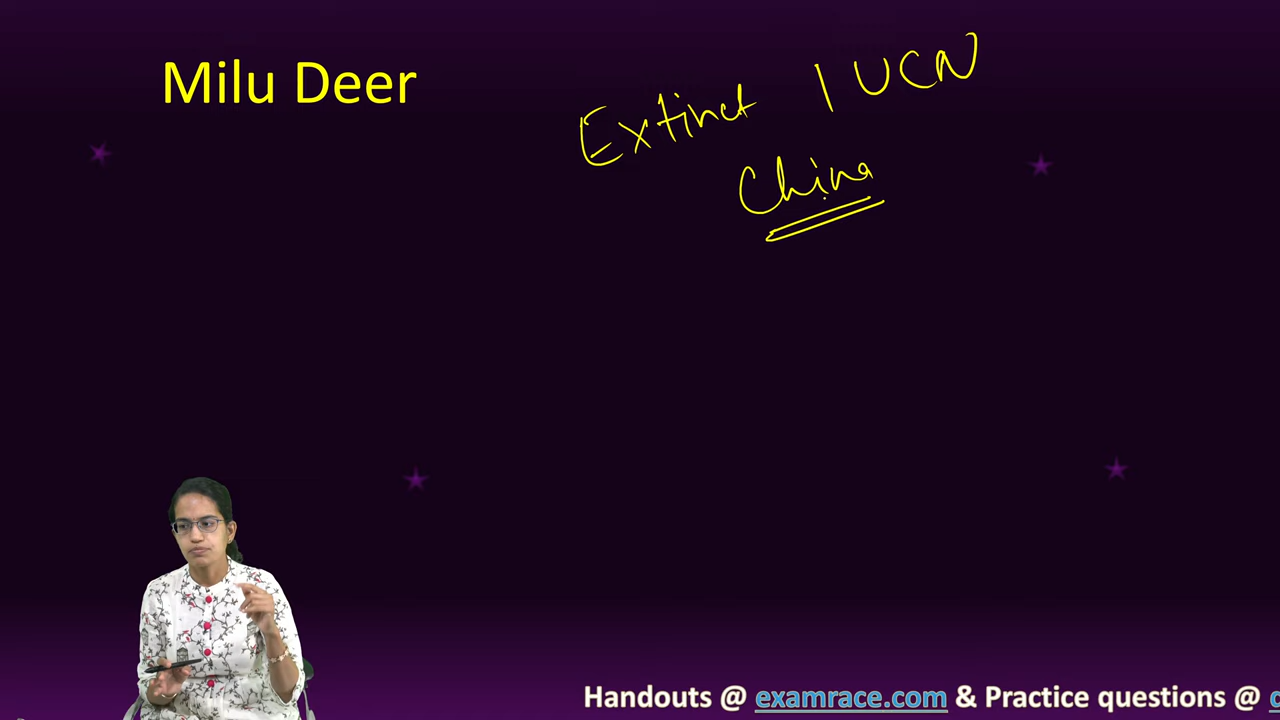 Milu Deer
Extinct IUCN
China
Handouts @ examrace.com & Practice questions @